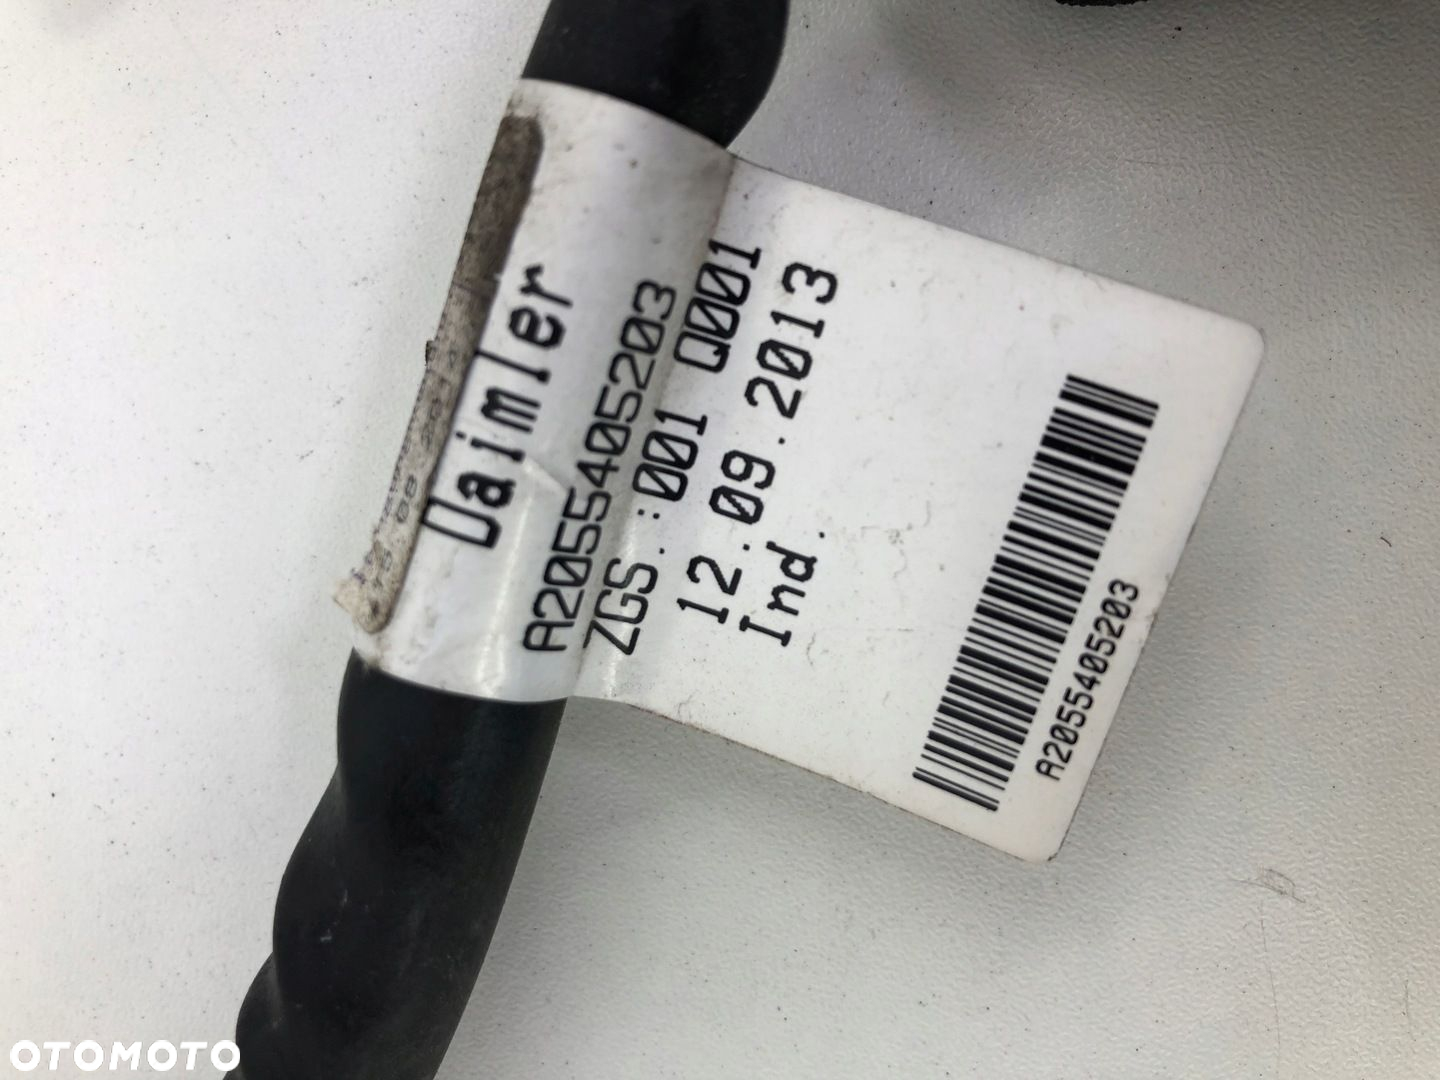 Daimler
A2055405203
ZGS.:001 Q001
12.09.2013
Ind.
A2055405203
OTOMOTO